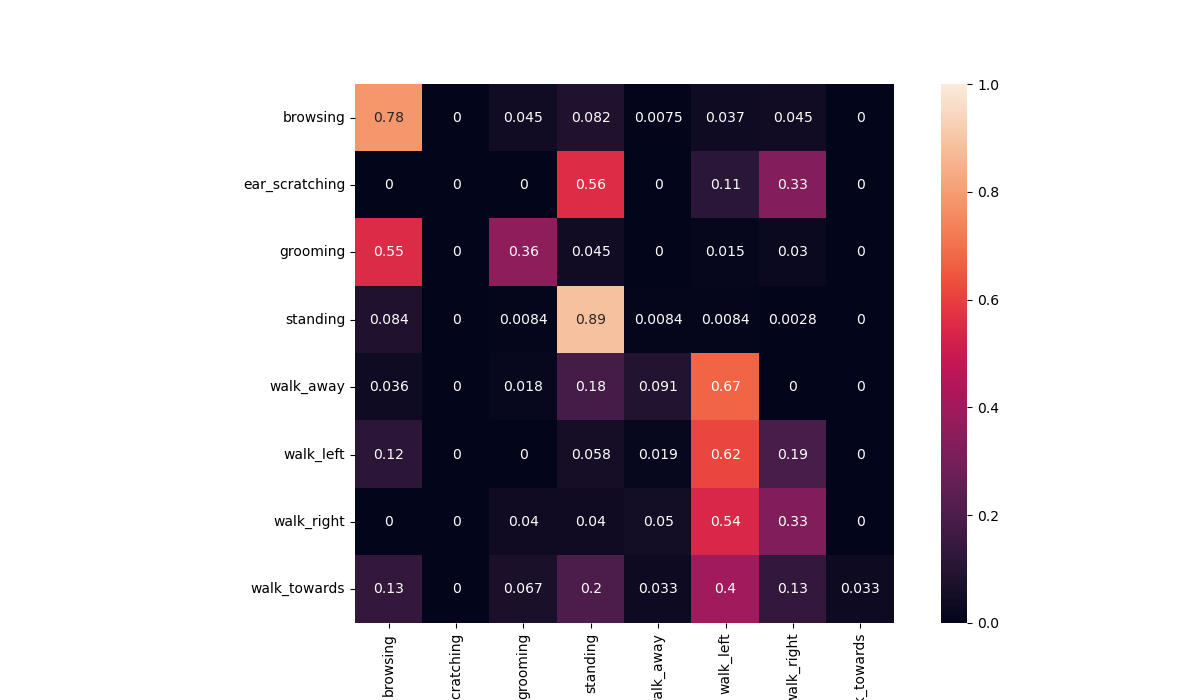 1.0
browsing 0.78 0 0.045 0.082 0.0075 0.037 0.045 0
0.8
ear_scratching 0 0 0 0.56 0 0.11 0.33 0
grooming 0.55 0 0.36 0.045 0 0.015 0.03 0
0.6
standing 0.084 0 0.0084 0.89 0.0084 0.0084 0.0028 0
walk_away 0.036 0 0.018 0.18 0.091 0.67 0 0
0.4
walk_left 0.12 0 0 0.058 0.019 0.62 0.19 0
0.2
walk_right 0 0 0.04 0.04 0.05 0.54 0.33 0
walk_towards 0.13 0 0.067 0.2 0.033 0.4 0.13 0.033
0.0
browsing
cratching
grooming
standing
alk_away
walk_left
walk_right
_towards